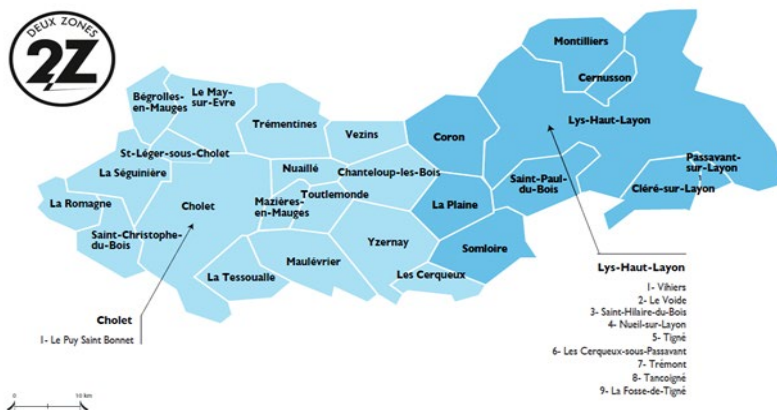 DEUX ZONES
2Z
Montilliers
Cernusson
Bégrolles-
en-Mauges
Le May-
sur-Evre
Trémentines
Vezins
Coron
Lys-Haut-Layon
St-Léger-sous-Cholet
La Séguinière
Nuaillé
Chanteloup-les-Bois
Saint-Paul-
du-Bois
Passavant-
sur-Layon
Cléré-sur-Layon
La Romagne
Cholet
Mazières-
en-Mauges
Toutlemonde
La Plaine
Saint-Christophe-
du-Bois
Yzernay
Somloire
La Tessoualle
Maulévrier
Les Cerqueux
Cholet
1- Le Puy Saint Bonnet
Lys-Haut-Layon
1- Vihiers
2- Le Voide
3- Saint-Hilaire-du-Bois
4- Nueil-sur-Layon
5- Tigné
6- Les Cerqueux-sous-Passavant
7- Trémont
8- Tancoigné
9- La Fosse-de-Tigné
0 10 km